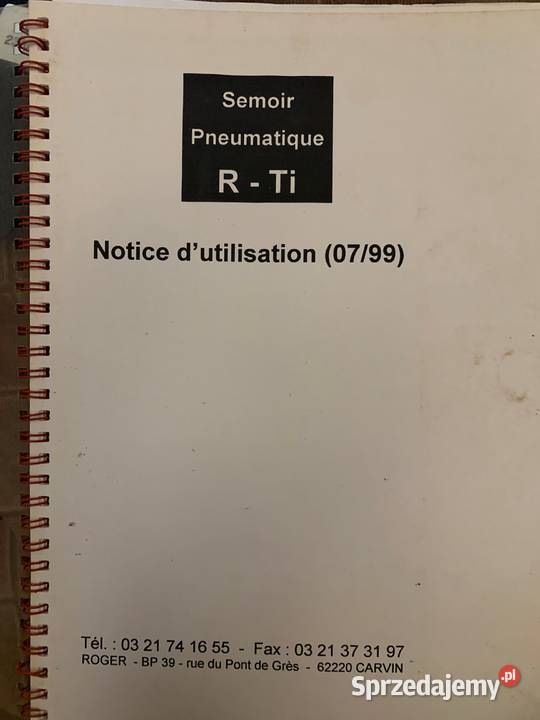 Semoir
Pneumatique
R - Ti
Notice d'utilisation (07/99)
Tél. : 03 21 74 16 55 - Fax : 03 21 37 31 97
ROGER - BP 39 - rue du Pont de Grès - 62220 CARVIN
Sprzedajemy.pl